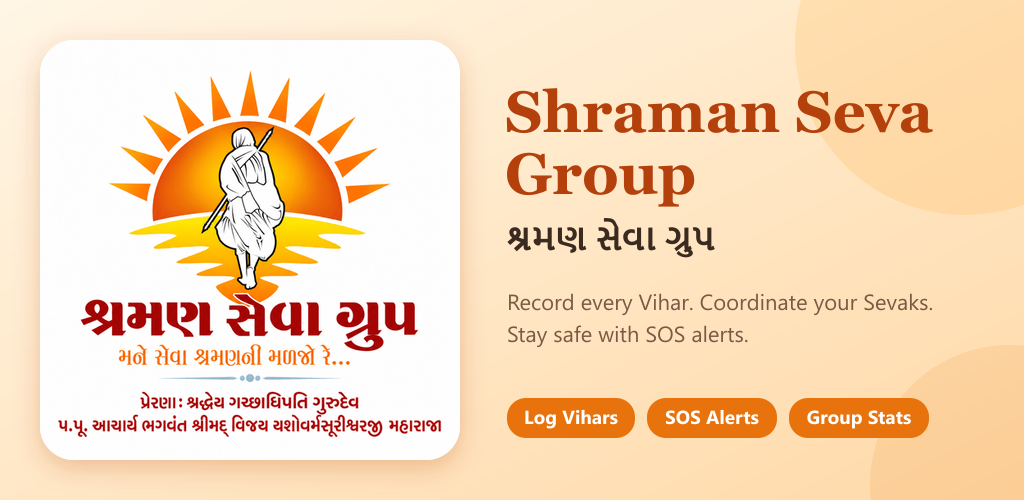 શ્રમણ સેવા ગ્રુપ
મને સેવા શ્રમણની મળજો રે...
પ્રેરણા: શ્રદ્ધેય ગચ્છાધિપતિ ગુરુદેવ
પ.પૂ. આચાર્ય ભગવંત શ્રીમદ્ વિજય યશોવર્મસૂરીશ્વરજી મહારાજા
Shraman Seva
Group
શ્રમણ સેવા ગ્રુપ
Record every Vihar. Coordinate your Sevaks.
Stay safe with SOS alerts.
Log Vihars
SOS Alerts
Group Stats